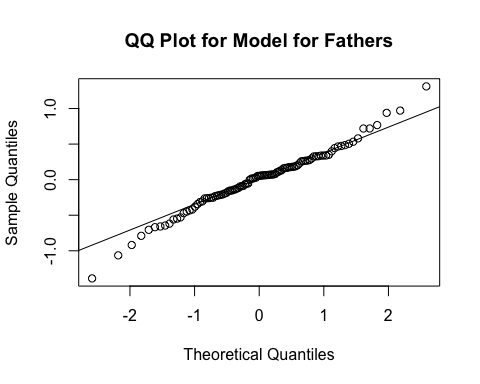 QQ Plot for Model for Fathers
Sample Quantiles
1.0
0.0
-1.0
-2 -1 0 1 2
Theoretical Quantiles